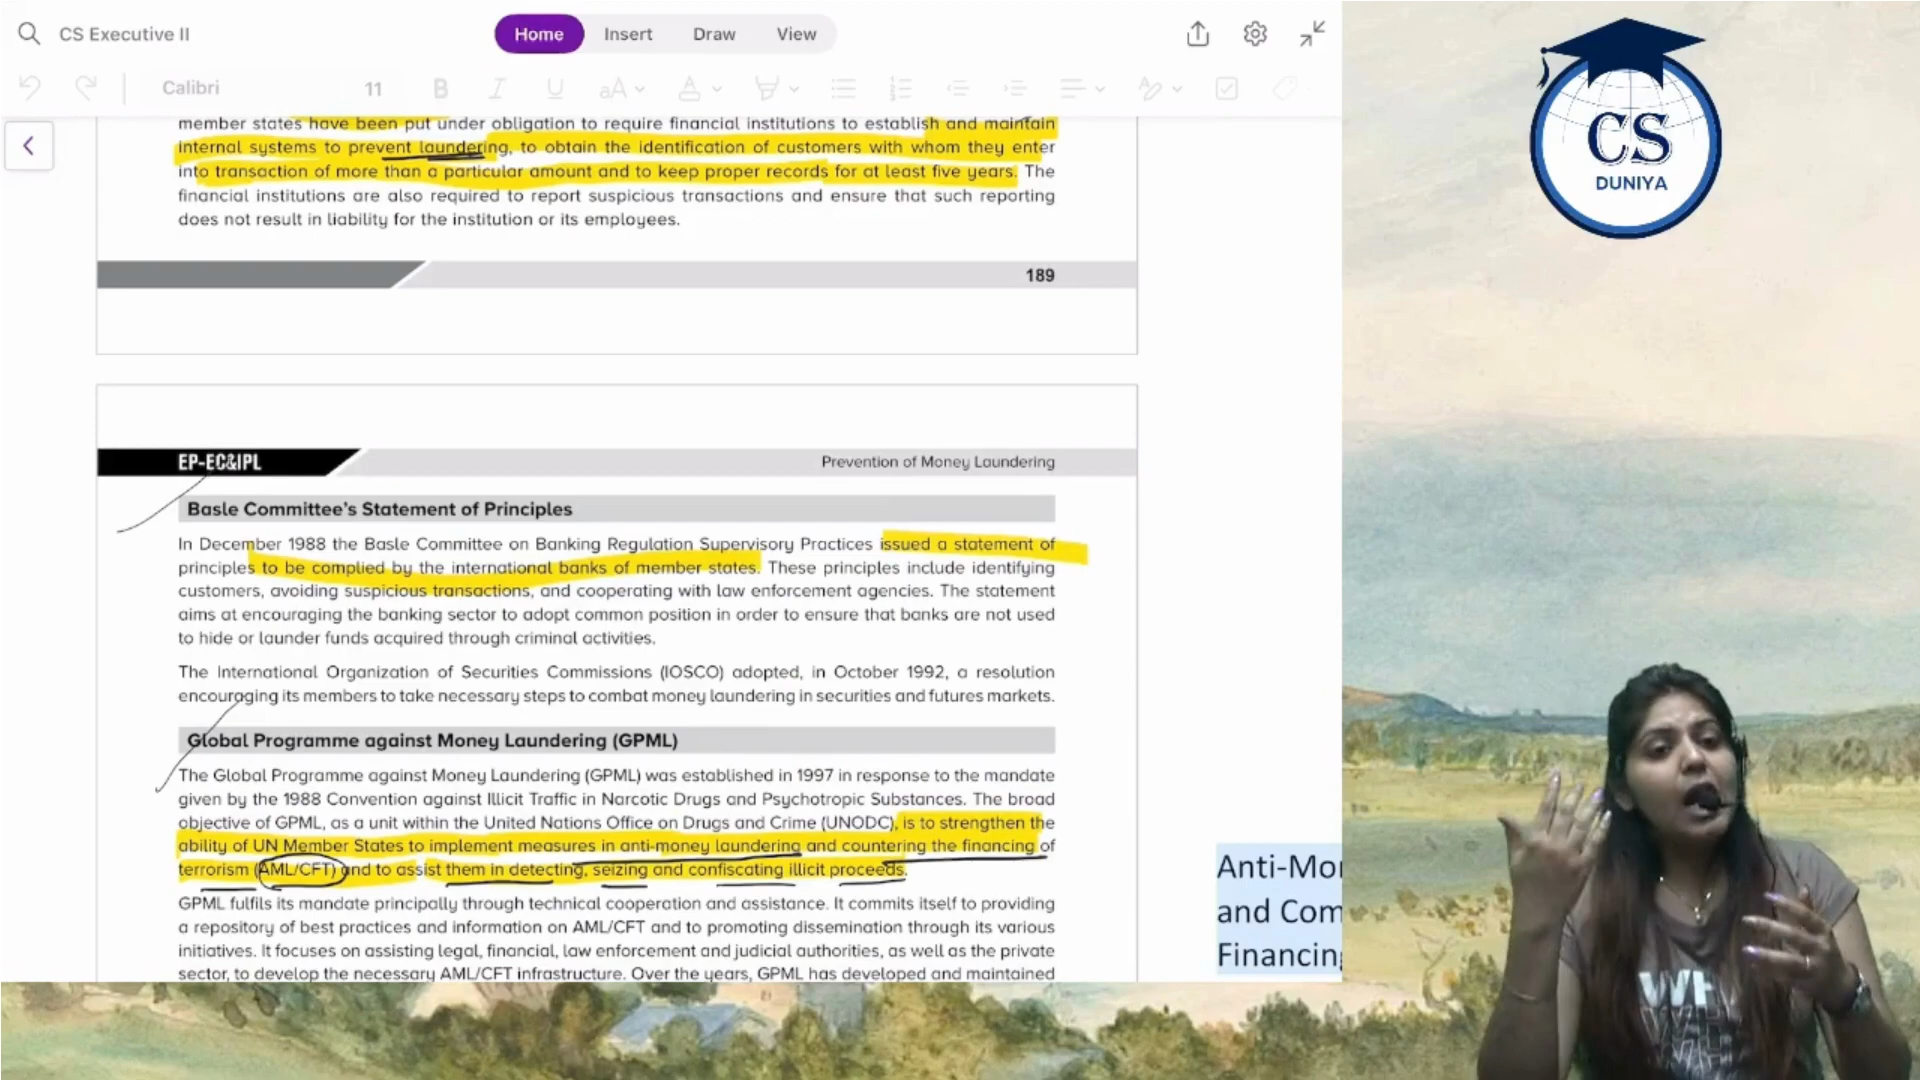 CS Executive II
Home
Insert
Draw
View
Calibri
11
member states have been put under obligation to require financial institutions to establish and maintain
internal systems to prevent laundering, to obtain the identification of customers with whom they enter
into transaction of more than a particular amount and to keep proper records for at least five years. The
financial institutions are also required to report suspicious transactions and ensure that such reporting
does not result in liability for the institution or its employees.
189
EP-EC&IPL
Prevention of Money Laundering
Basle Committee's Statement of Principles
In December 1988 the Basle Committee on Banking Regulation Supervisory Practices issued a statement of
principles to be complied by the international banks of member states. These principles include identifying
customers, avoiding suspicious transactions, and cooperating with law enforcement agencies. The statement
aims at encouraging the banking sector to adopt common position in order to ensure that banks are not used
to hide or launder funds acquired through criminal activities.
The International Organization of Securities Commissions (IOSCO) adopted, in October 1992, a resolution
encouraging its members to take necessary steps to combat money laundering in securities and futures markets.
Global Programme against Money Laundering (GPML)
The Global Programme against Money Laundering (GPML) was established in 1997 in response to the mandate
given by the 1988 Convention against Illicit Traffic in Narcotic Drugs and Psychotropic Substances. The broad
objective of GPML, as a unit within the United Nations Office on Drugs and Crime (UNODC), is to strengthen the
ability of UN Member States to implement measures in anti-money laundering and countering the financing of
terrorism (AML/CFT) and to assist them in detecting, seizing and confiscating illicit proceeds.
GPML fulfils its mandate principally through technical cooperation and assistance. It commits itself to providing
a repository of best practices and information on AML/CFT and to promoting dissemination through its various
initiatives. It focuses on assisting legal, financial, law enforcement and judicial authorities, as well as the private
sector, to develop the necessary AML/CFT infrastructure. Over the years, GPML has developed and maintained
Anti-Mo
and Com
Financin
CS
DUNIYA